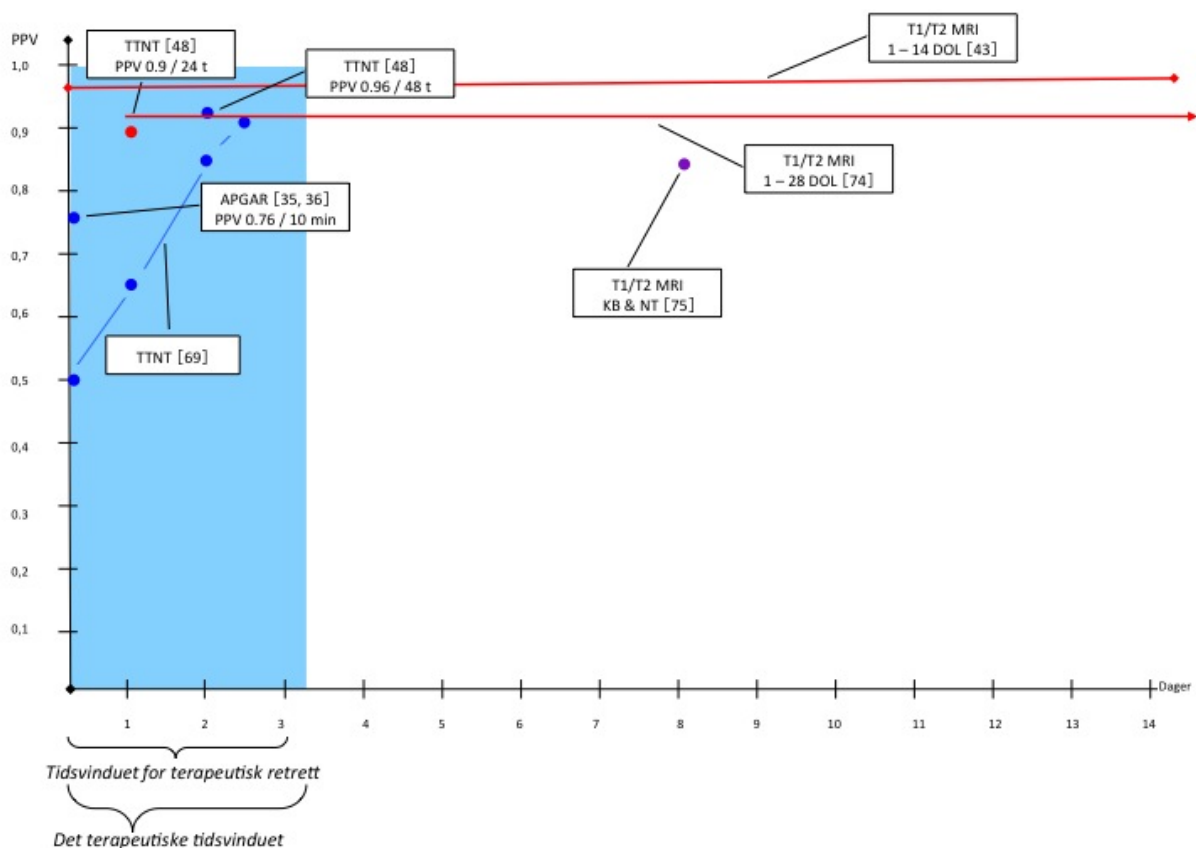 PPV
TTNT [48]
PPV 0.9 / 24 t
TTNT [48]
PPV 0.96 / 48 t
T1/T2 MRI
1 – 14 DOL [43]
1,0
0,9
0,8
0,7
0,6
0,5
0,4
0.3
0,2
0,1
APGAR [35, 36]
PPV 0.76 / 10 min
T1/T2 MRI
1 – 28 DOL [74]
T1/T2 MRI
KB & NT [75]
TTNT [69]
Dager
1 2 3 4 5 6 7 8 9 10 11 12 13 14
Tidsvinduet for terapeutisk retrett
Det terapeutiske tidsvinduet